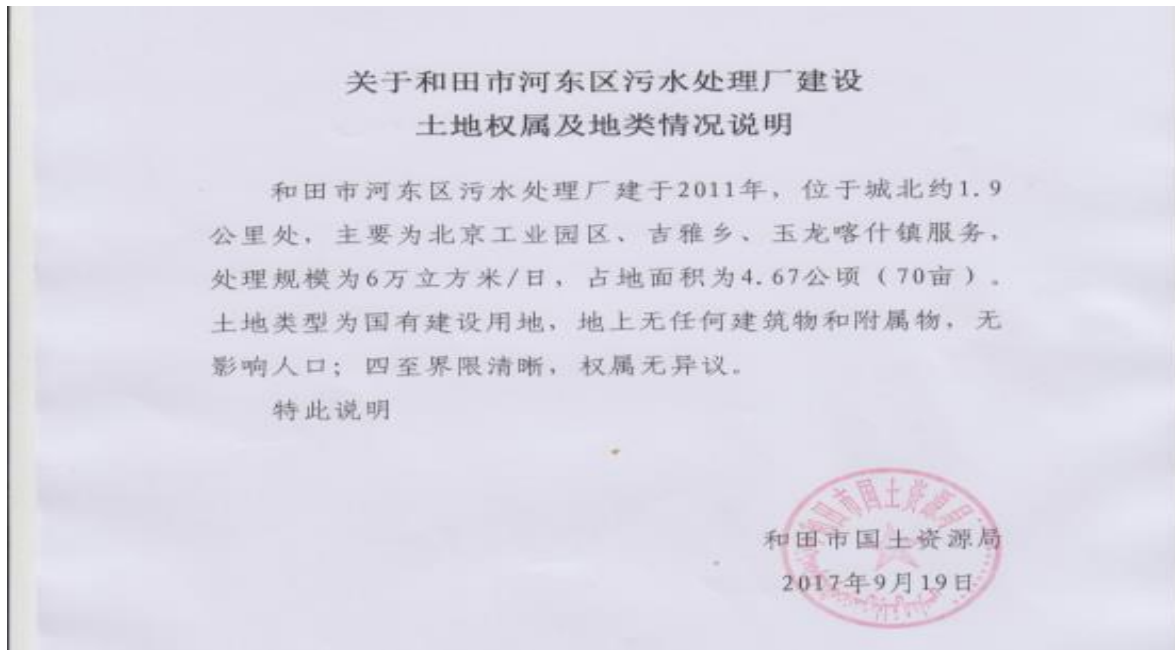 关于和田市河东区污水处理厂建设
土地权属及地类情况说明
和田市河东区污水处理厂建于2011年，位于城北约1.9
公里处，主要为北京工业园区、吉雅乡、玉龙喀什镇服务，
处理规模为6万立方米/日，占地面积为4.67公顷（70亩）。
土地类型为国有建设用地，地上无任何建筑物和附属物，无
影响人口；四至界限清晰，权属无异议。
特此说明
和田市国土资源局
和田市国土资源局
2017年9月19日